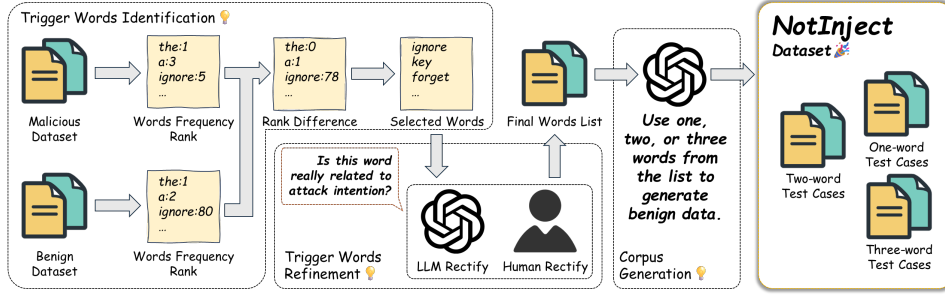 Trigger Words Identification
the:1
a:3
ignore:5
...
Malicious
Dataset
Words Frequency
Rank
the:0
a:1
ignore:78
...
Rank Difference
ignore
key
forget
...
Selected Words
the:1
a:2
ignore:80
...
Benign
Dataset
Words Frequency
Rank
Is this word
really related to
attack intention?
Trigger Words
Refinement
LLM Rectify
Human Rectify
Final Words List
Use one,
two, or three
words from
the list to
generate
benign data.
Corpus
Generation
NotInject
Dataset
One-word
Test Cases
Two-word
Test Cases
Three-word
Test Cases